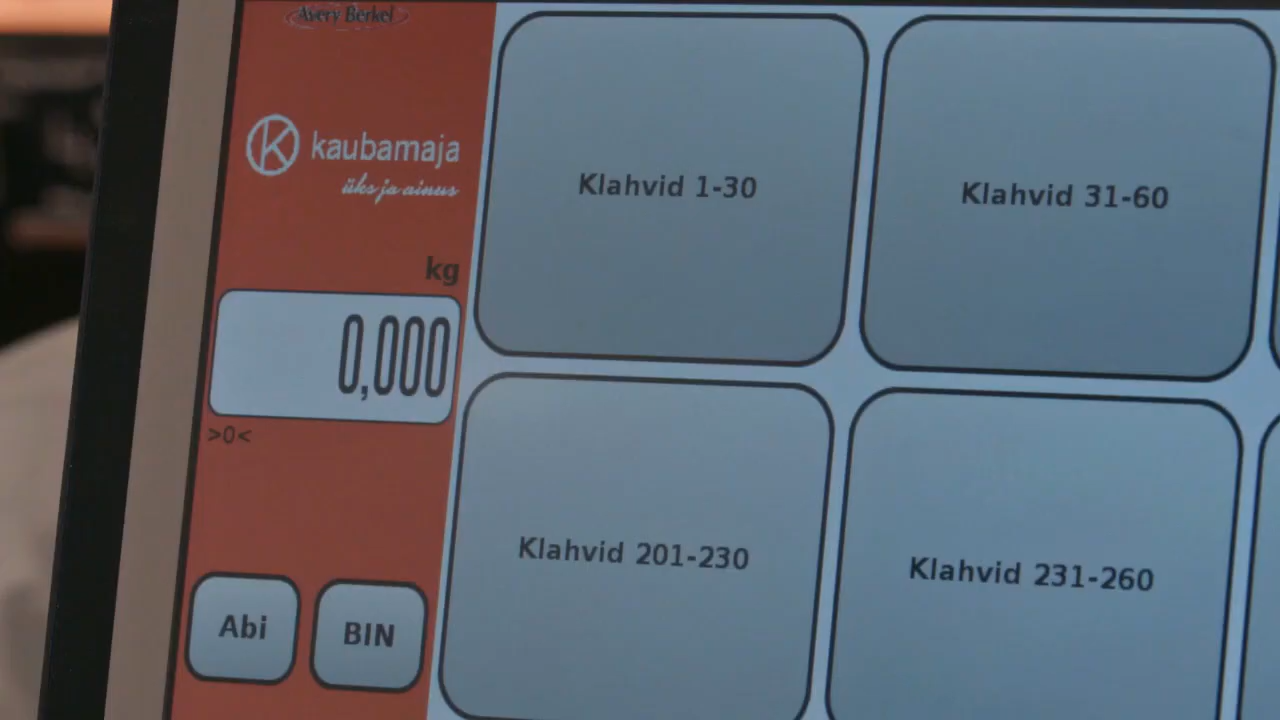 Avery Berkel
kaubamaja
üks ja ainus
kg
0,000
>0<
Abi
BIN
Klahvid 1-30
Klahvid 31-60
Klahvid 201-230
Klahvid 231-260